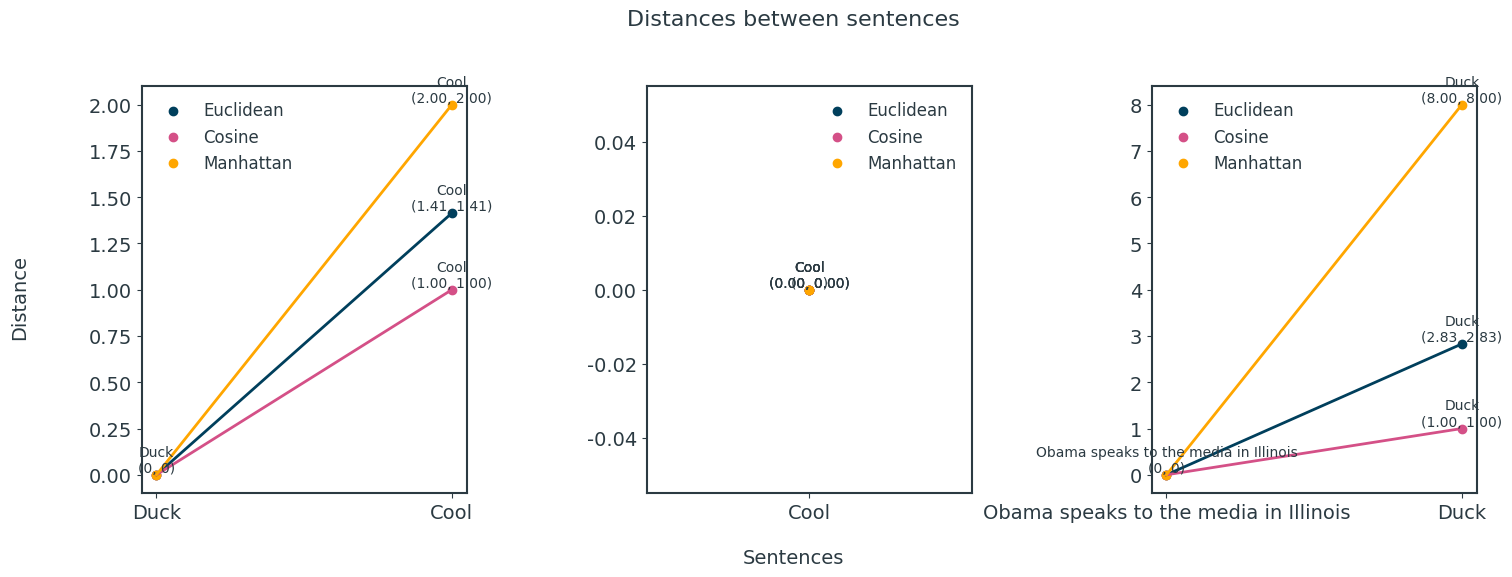 Distances between sentences
Distance
2.00
1.75
1.50
1.25
1.00
0.75
0.50
0.25
0.00
Euclidean
Cosine
Manhattan
Cool
(2.00, 2.00)
Cool
(1.41, 1.41)
Cool
(1.00, 1.00)
Duck
(0, 0)
Duck
Cool
0.04
0.02
0.00
-0.02
-0.04
Euclidean
Cosine
Manhattan
Cool
(0.00, 0.00)
Cool
8
7
6
5
4
3
2
1
0
Euclidean
Cosine
Manhattan
Duck
(8.00, 8.00)
Duck
(2.83, 2.83)
Duck
(1.00, 1.00)
Obama speaks to the media in Illinois
(0, 0)
Obama speaks to the media in Illinois
Duck
Sentences